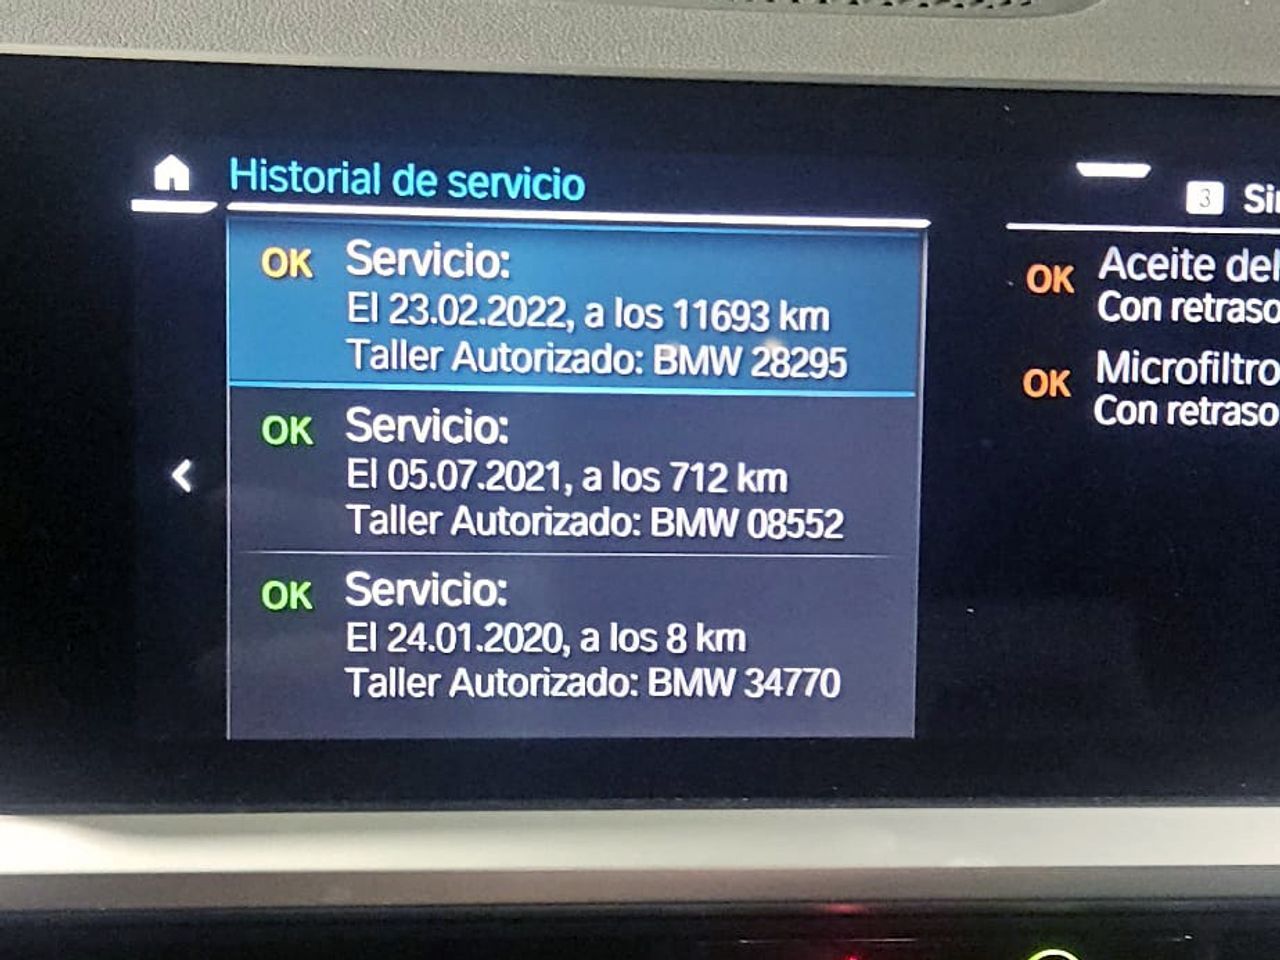 Historial de servicio
OK Servicio:
El 23.02.2022, a los 11693 km
Taller Autorizado: BMW 28295
OK Servicio:
El 05.07.2021, a los 712 km
Taller Autorizado: BMW 08552
OK Servicio:
El 24.01.2020, a los 8 km
Taller Autorizado: BMW 34770
3
OK Aceite del
Con retraso
OK Microfiltro
Con retraso